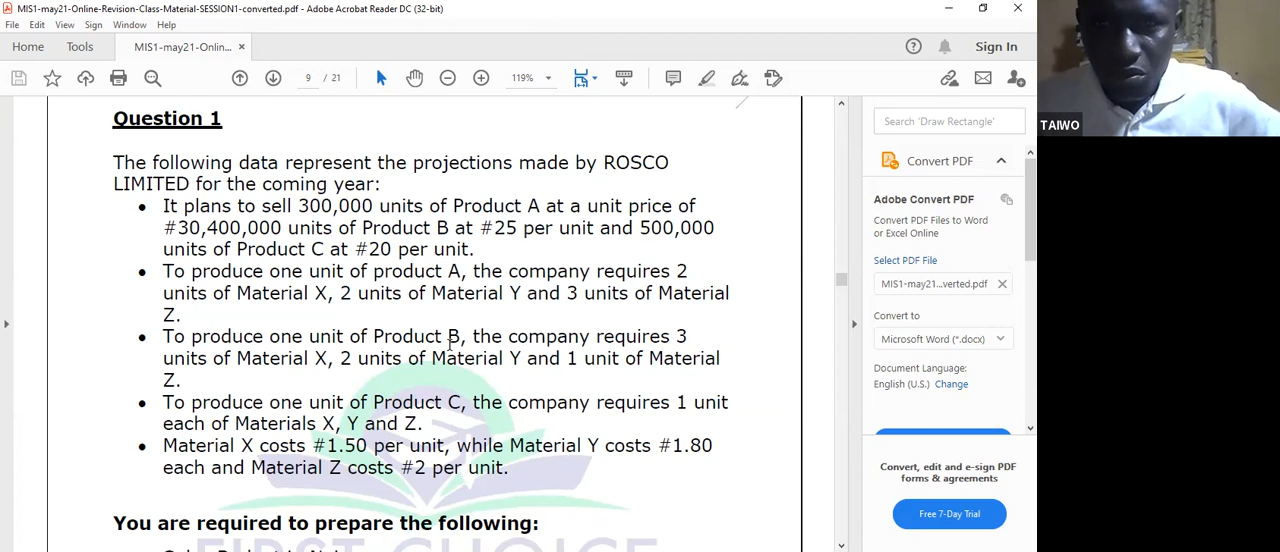 MIS1-may21-Online-Revision-Class-Material-SESSION1-converted.pdf - Adobe Acrobat Reader DC (32-bit)
File Edit View Sign Window Help
Home Tools MIS1-may21-Onlin... × Sign In
9 / 21 119%
Question 1
The following data represent the projections made by ROSCO
LIMITED for the coming year:
• It plans to sell 300,000 units of Product A at a unit price of
#30,400,000 units of Product B at #25 per unit and 500,000
units of Product C at #20 per unit.
• To produce one unit of product A, the company requires 2
units of Material X, 2 units of Material Y and 3 units of Material
Z.
• To produce one unit of Product B, the company requires 3
units of Material X, 2 units of Material Y and 1 unit of Material
Z.
• To produce one unit of Product C, the company requires 1 unit
each of Materials X, Y and Z.
• Material X costs #1.50 per unit, while Material Y costs #1.80
each and Material Z costs #2 per unit.
You are required to prepare the following:
FIRST CHOICE
Search 'Draw Rectangle'
Convert PDF
Adobe Convert PDF
Convert PDF Files to Word
or Excel Online
Select PDF File
MIS1-may21...verted.pdf ×
Convert to
Microsoft Word (*.docx)
Document Language:
English (U.S.) Change
Convert, edit and e-sign PDF
forms & agreements
Free 7-Day Trial
TAIWO